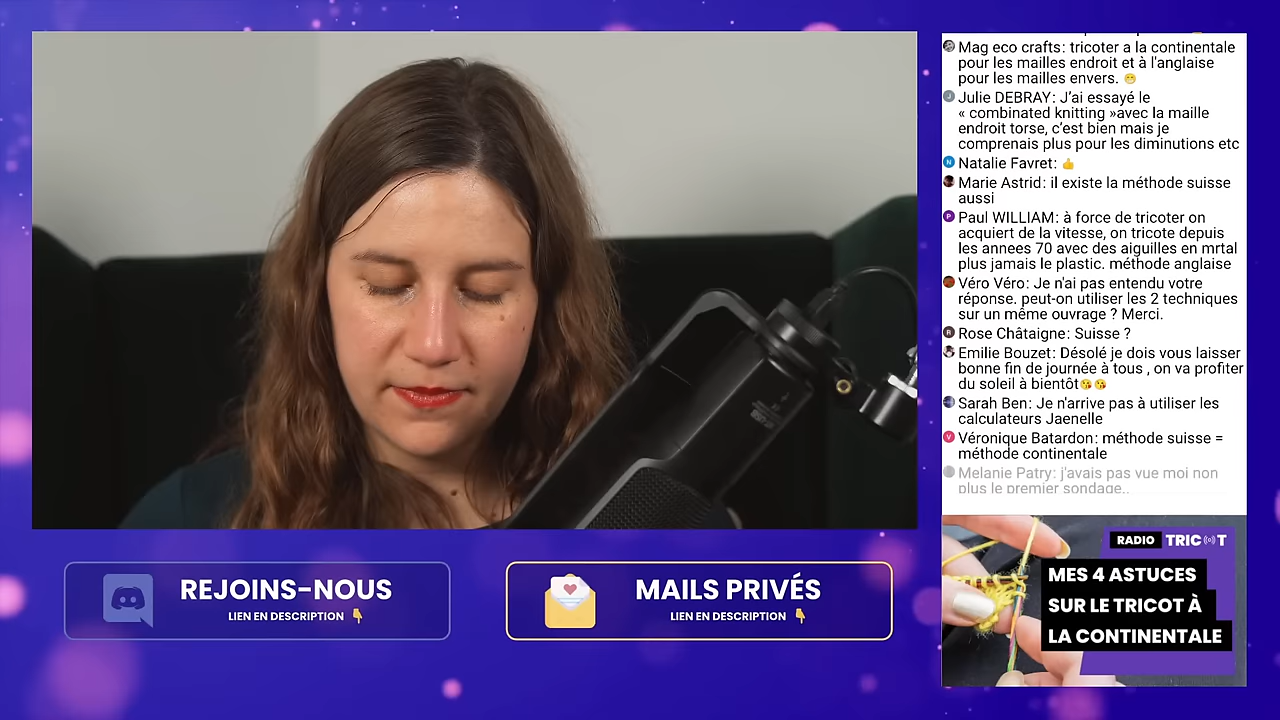 Mag eco crafts: tricoter a la continentale
pour les mailles endroit et à l'anglaise
pour les mailles envers. 😁
Julie DEBRAY: J'ai essayé le
« combinated knitting »avec la maille
endroit torse, c'est bien mais je
comprenais plus pour les diminutions etc
Natalie Favret: 👍
Marie Astrid: il existe la méthode suisse
aussi
Paul WILLIAM: à force de tricoter on
acquiert de la vitesse, on tricote depuis
les annees 70 avec des aiguilles en mrtal
plus jamais le plastic. méthode anglaise
Véro Véro: Je n'ai pas entendu votre
réponse. peut-on utiliser les 2 techniques
sur un même ouvrage ? Merci.
Rose Châtaigne: Suisse ?
Emilie Bouzet: Désolé je dois vous laisser
bonne fin de journée à tous , on va profiter
du soleil à bientôt😘😘
Sarah Ben: Je n'arrive pas à utiliser les
calculateurs Jaenelle
Véronique Batardon: méthode suisse =
méthode continentale
Melanie Patry: j'avais pas vue moi non
plus le premier sondage..
RADIO TRICOT
MES 4 ASTUCES
SUR LE TRICOT À
LA CONTINENTALE
REJOINS-NOUS
LIEN EN DESCRIPTION 👇
MAILS PRIVÉS
LIEN EN DESCRIPTION 👇